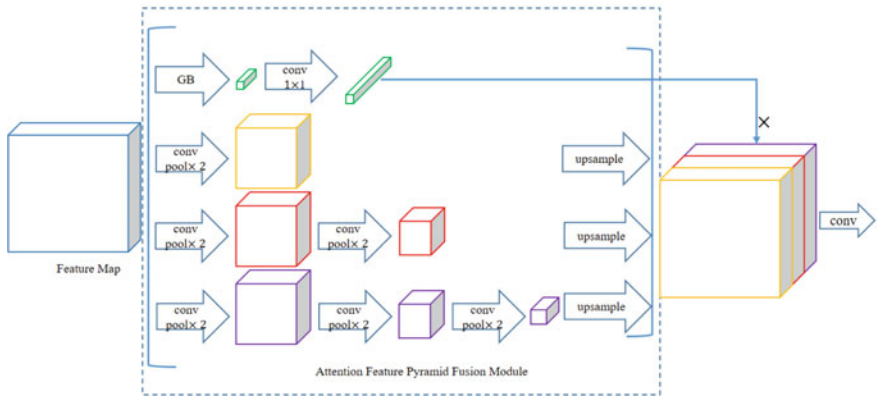 GB
conv
1×1
×
conv
pool× 2
upsample
conv
pool× 2
conv
pool× 2
upsample
conv
Feature Map
conv
pool× 2
conv
pool× 2
conv
pool× 2
upsample
Attention Feature Pyramid Fusion Module